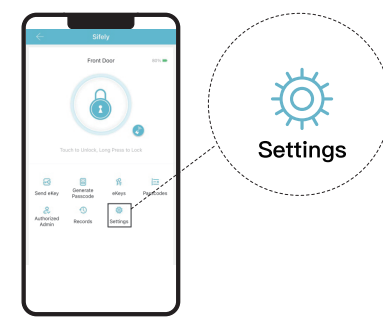 Sifely
Front Door
90%
Touch to Unlock, Long Press to Lock
Send eKey
Generate
Passcode
eKeys
Passcodes
Authorized
Admin
Records
Settings
Settings